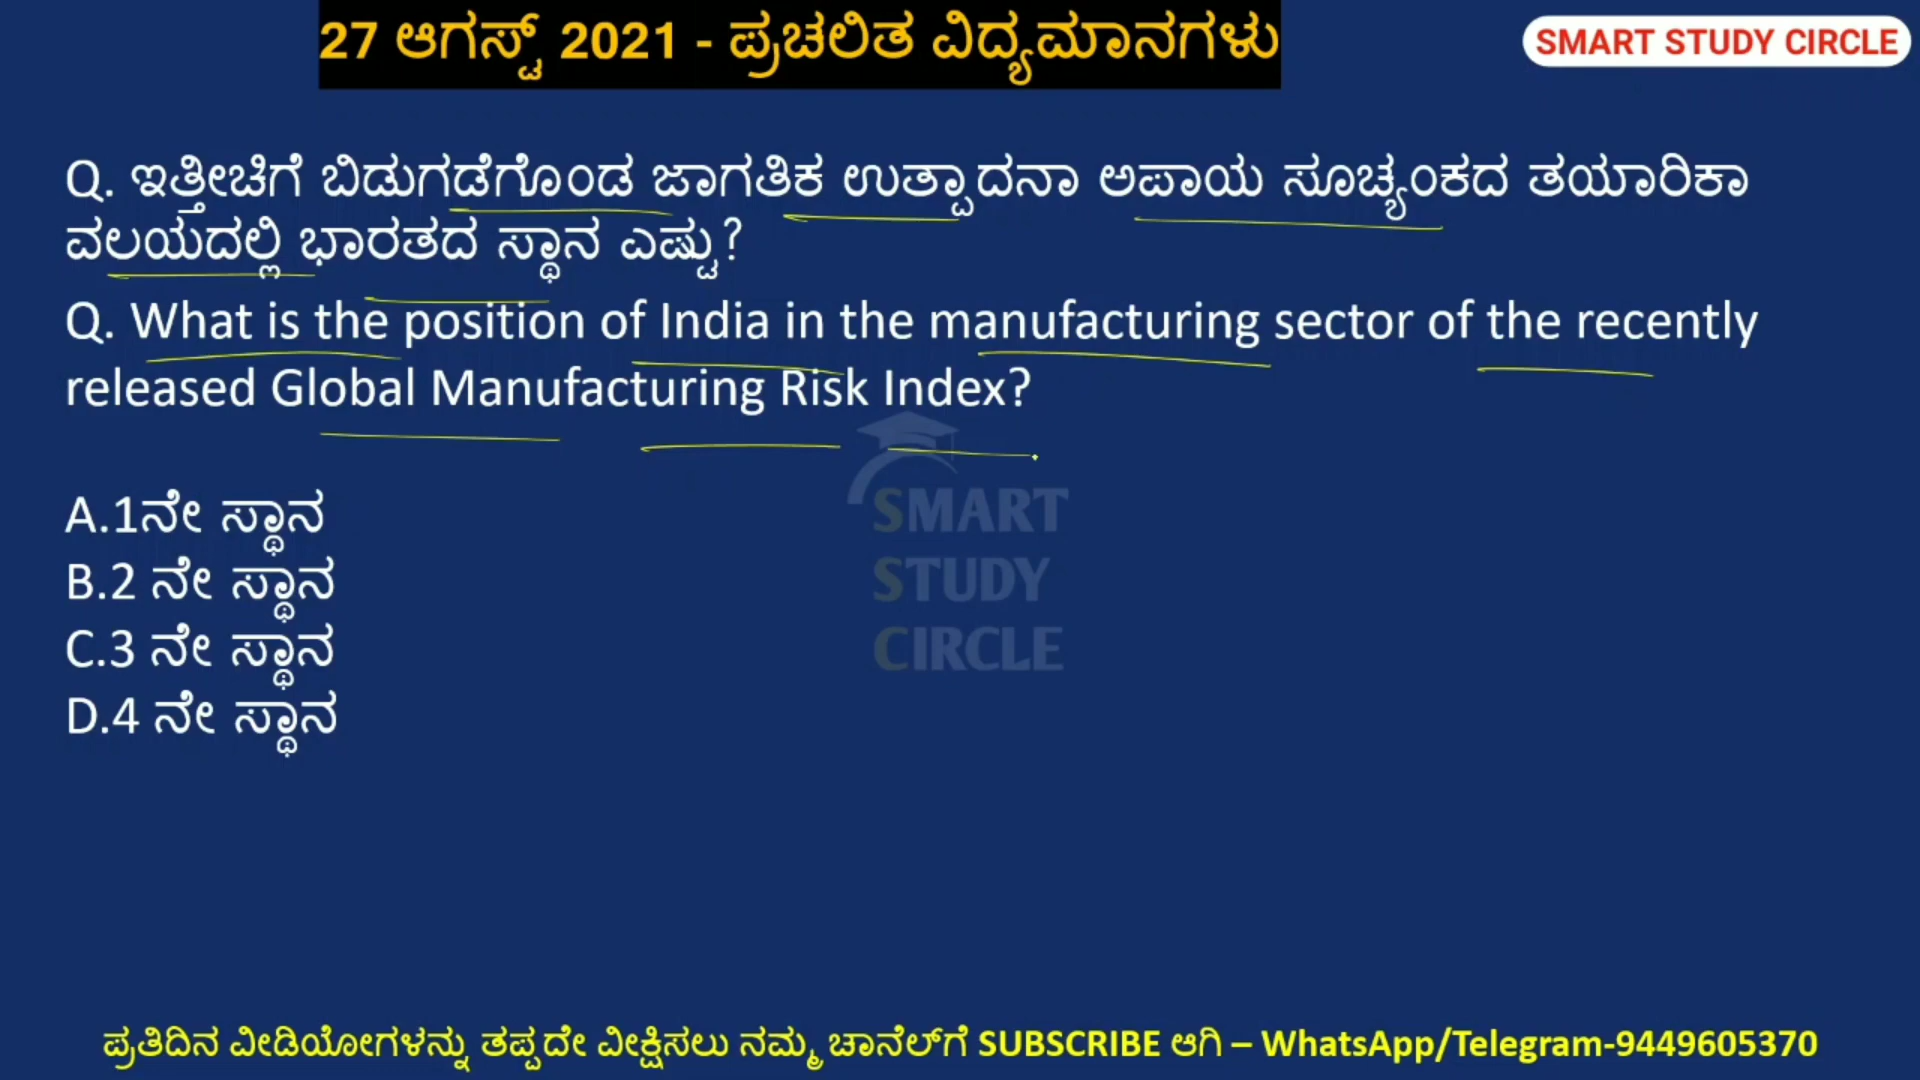 27 ಆಗಸ್ಟ್ 2021 - ಪ್ರಚಲಿತ ವಿದ್ಯಮಾನಗಳು
SMART STUDY CIRCLE
Q. ಇತ್ತೀಚಿಗೆ ಬಿಡುಗಡೆಗೊಂಡ ಜಾಗತಿಕ ಉತ್ಪಾದನಾ ಅಪಾಯ ಸೂಚ್ಯಂಕದ ತಯಾರಿಕಾ
ವಲಯದಲ್ಲಿ ಭಾರತದ ಸ್ಥಾನ ಎಷ್ಟು?
Q. What is the position of India in the manufacturing sector of the recently
released Global Manufacturing Risk Index?
A.1ನೇ ಸ್ಥಾನ
B.2 ನೇ ಸ್ಥಾನ
C.3 ನೇ ಸ್ಥಾನ
D.4 ನೇ ಸ್ಥಾನ
SMART
STUDY
CIRCLE
ಪ್ರತಿದಿನ ವೀಡಿಯೋಗಳನ್ನು ತಪ್ಪದೇ ವೀಕ್ಷಿಸಲು ನಮ್ಮ ಚಾನೆಲ್‌ಗೆ SUBSCRIBE ಆಗಿ – WhatsApp/Telegram-9449605370